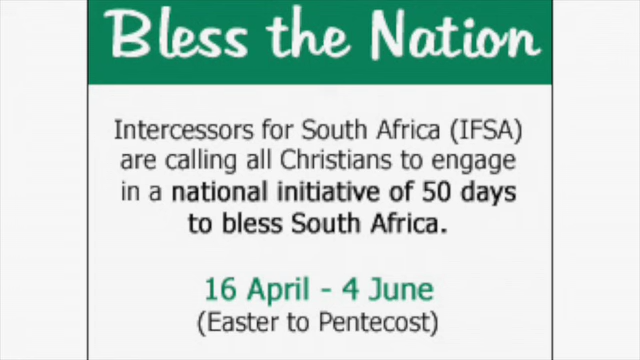 Bless the Nation
Intercessors for South Africa (IFSA)
are calling all Christians to engage
in a national initiative of 50 days
to bless South Africa.
16 April - 4 June
(Easter to Pentecost)